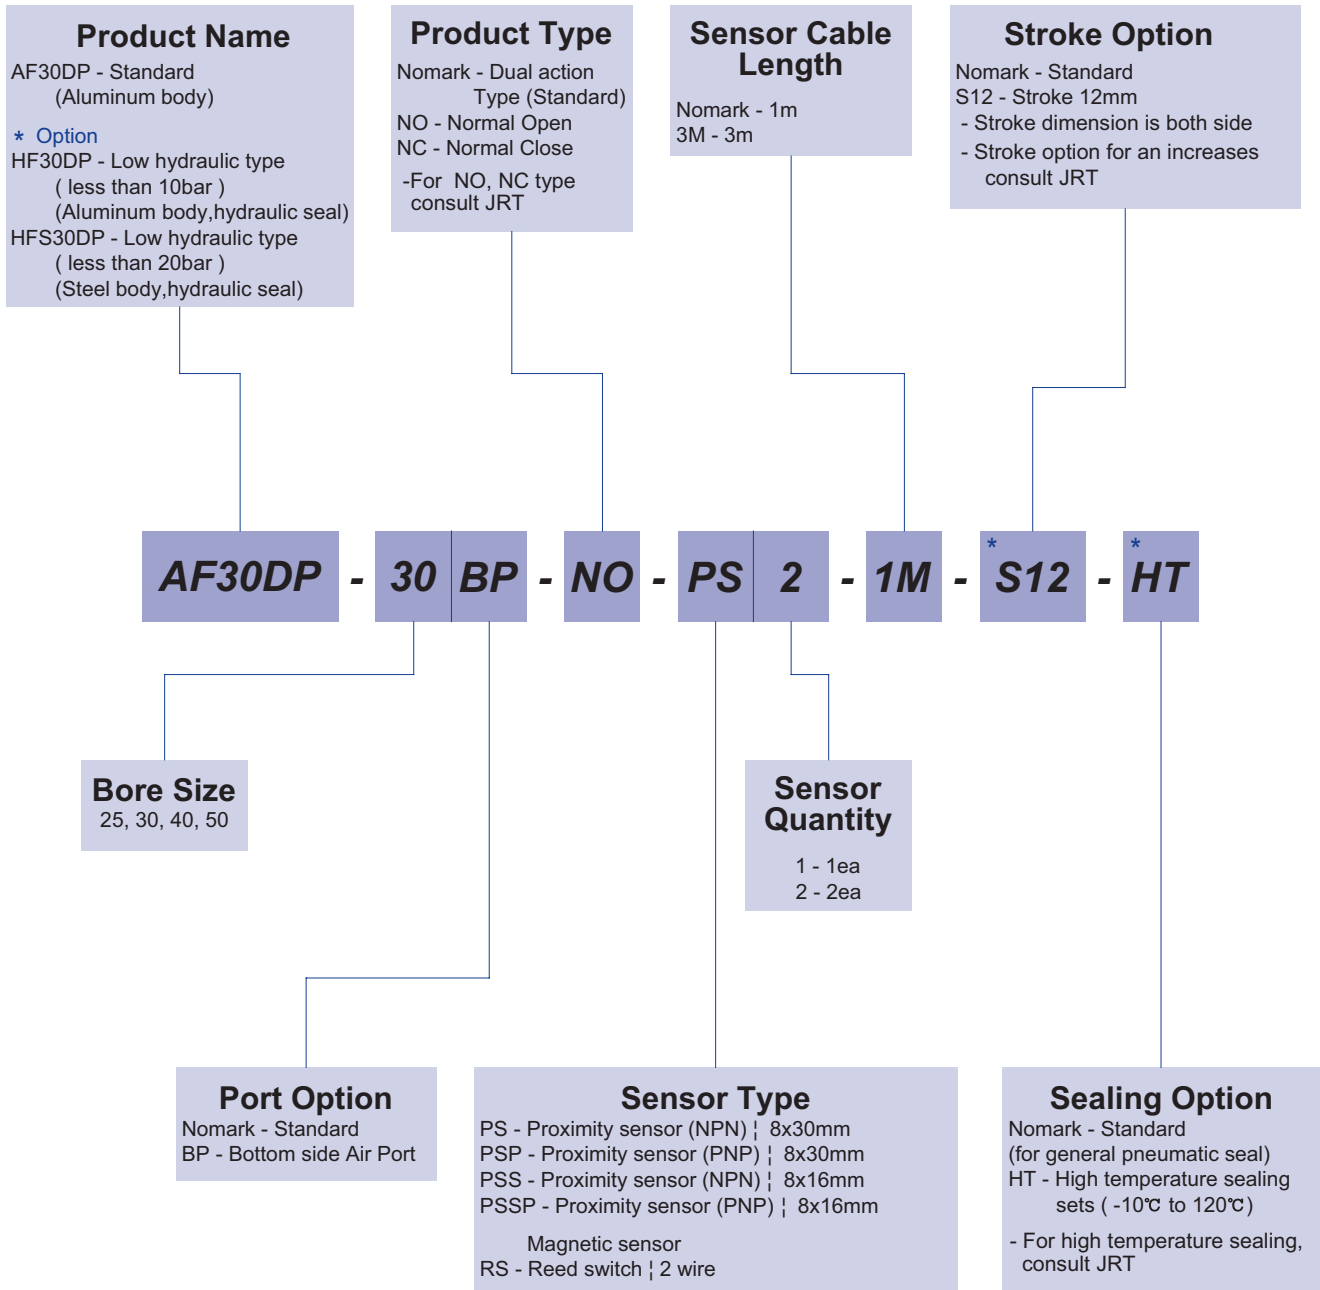 Product Name
AF30DP - Standard
(Aluminum body)
* Option
HF30DP - Low hydraulic type
( less than 10bar )
(Aluminum body,hydraulic seal)
HFS30DP - Low hydraulic type
( less than 20bar )
(Steel body,hydraulic seal)
Product Type
Nomark - Dual action
Type (Standard)
NO - Normal Open
NC - Normal Close
-For NO, NC type
consult JRT
Sensor Cable
Length
Nomark - 1m
3M - 3m
Stroke Option
Nomark - Standard
S12 - Stroke 12mm
- Stroke dimension is both side
- Stroke option for an increases
consult JRT
AF30DP - 30 BP - NO - PS 2 - 1M - *S12 - *HT
Bore Size
25, 30, 40, 50
Sensor
Quantity
1 - 1ea
2 - 2ea
Port Option
Nomark - Standard
BP - Bottom side Air Port
Sensor Type
PS - Proximity sensor (NPN) ¦ 8x30mm
PSP - Proximity sensor (PNP) ¦ 8x30mm
PSS - Proximity sensor (NPN) ¦ 8x16mm
PSSP - Proximity sensor (PNP) ¦ 8x16mm
Magnetic sensor
RS - Reed switch ¦ 2 wire
Sealing Option
Nomark - Standard
(for general pneumatic seal)
HT - High temperature sealing
sets ( -10℃ to 120℃)
- For high temperature sealing,
consult JRT